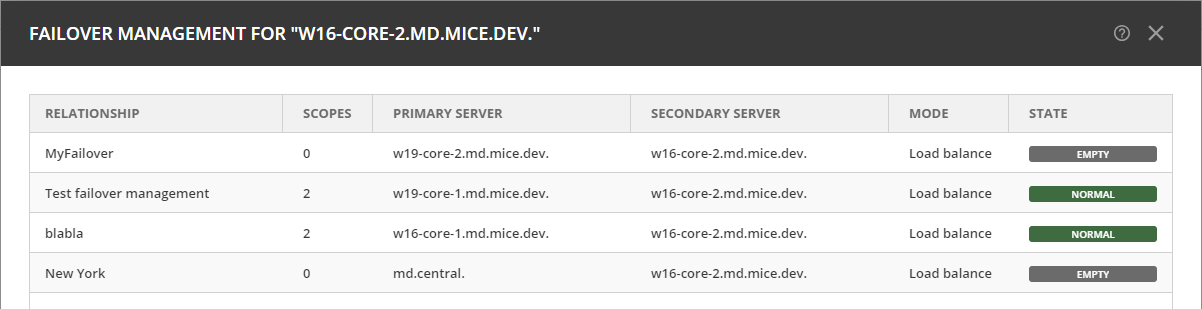 FAILOVER MANAGEMENT FOR "W16-CORE-2.MD.MICE.DEV."
RELATIONSHIP SCOPES PRIMARY SERVER SECONDARY SERVER MODE STATE
MyFailover 0 w19-core-2.md.mice.dev. w16-core-2.md.mice.dev. Load balance EMPTY
Test failover management 2 w19-core-1.md.mice.dev. w16-core-2.md.mice.dev. Load balance NORMAL
blabla 2 w16-core-1.md.mice.dev. w16-core-2.md.mice.dev. Load balance NORMAL
New York 0 md.central. w16-core-2.md.mice.dev. Load balance EMPTY